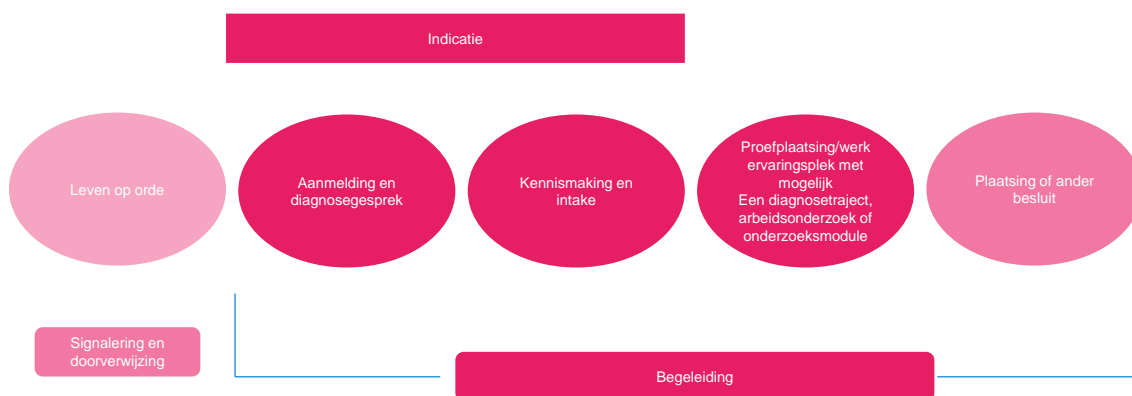 Indicatie
Leven op orde
Aanmelding en
diagnosegesprek
Kennismaking en
intake
Proefplaatsing/werk
ervaringsplek met
mogelijk
Een diagnosetraject,
arbeidsonderzoek of
onderzoeksmodule
Plaatsing of ander
besluit
Signalering en
doorverwijzing
Begeleiding